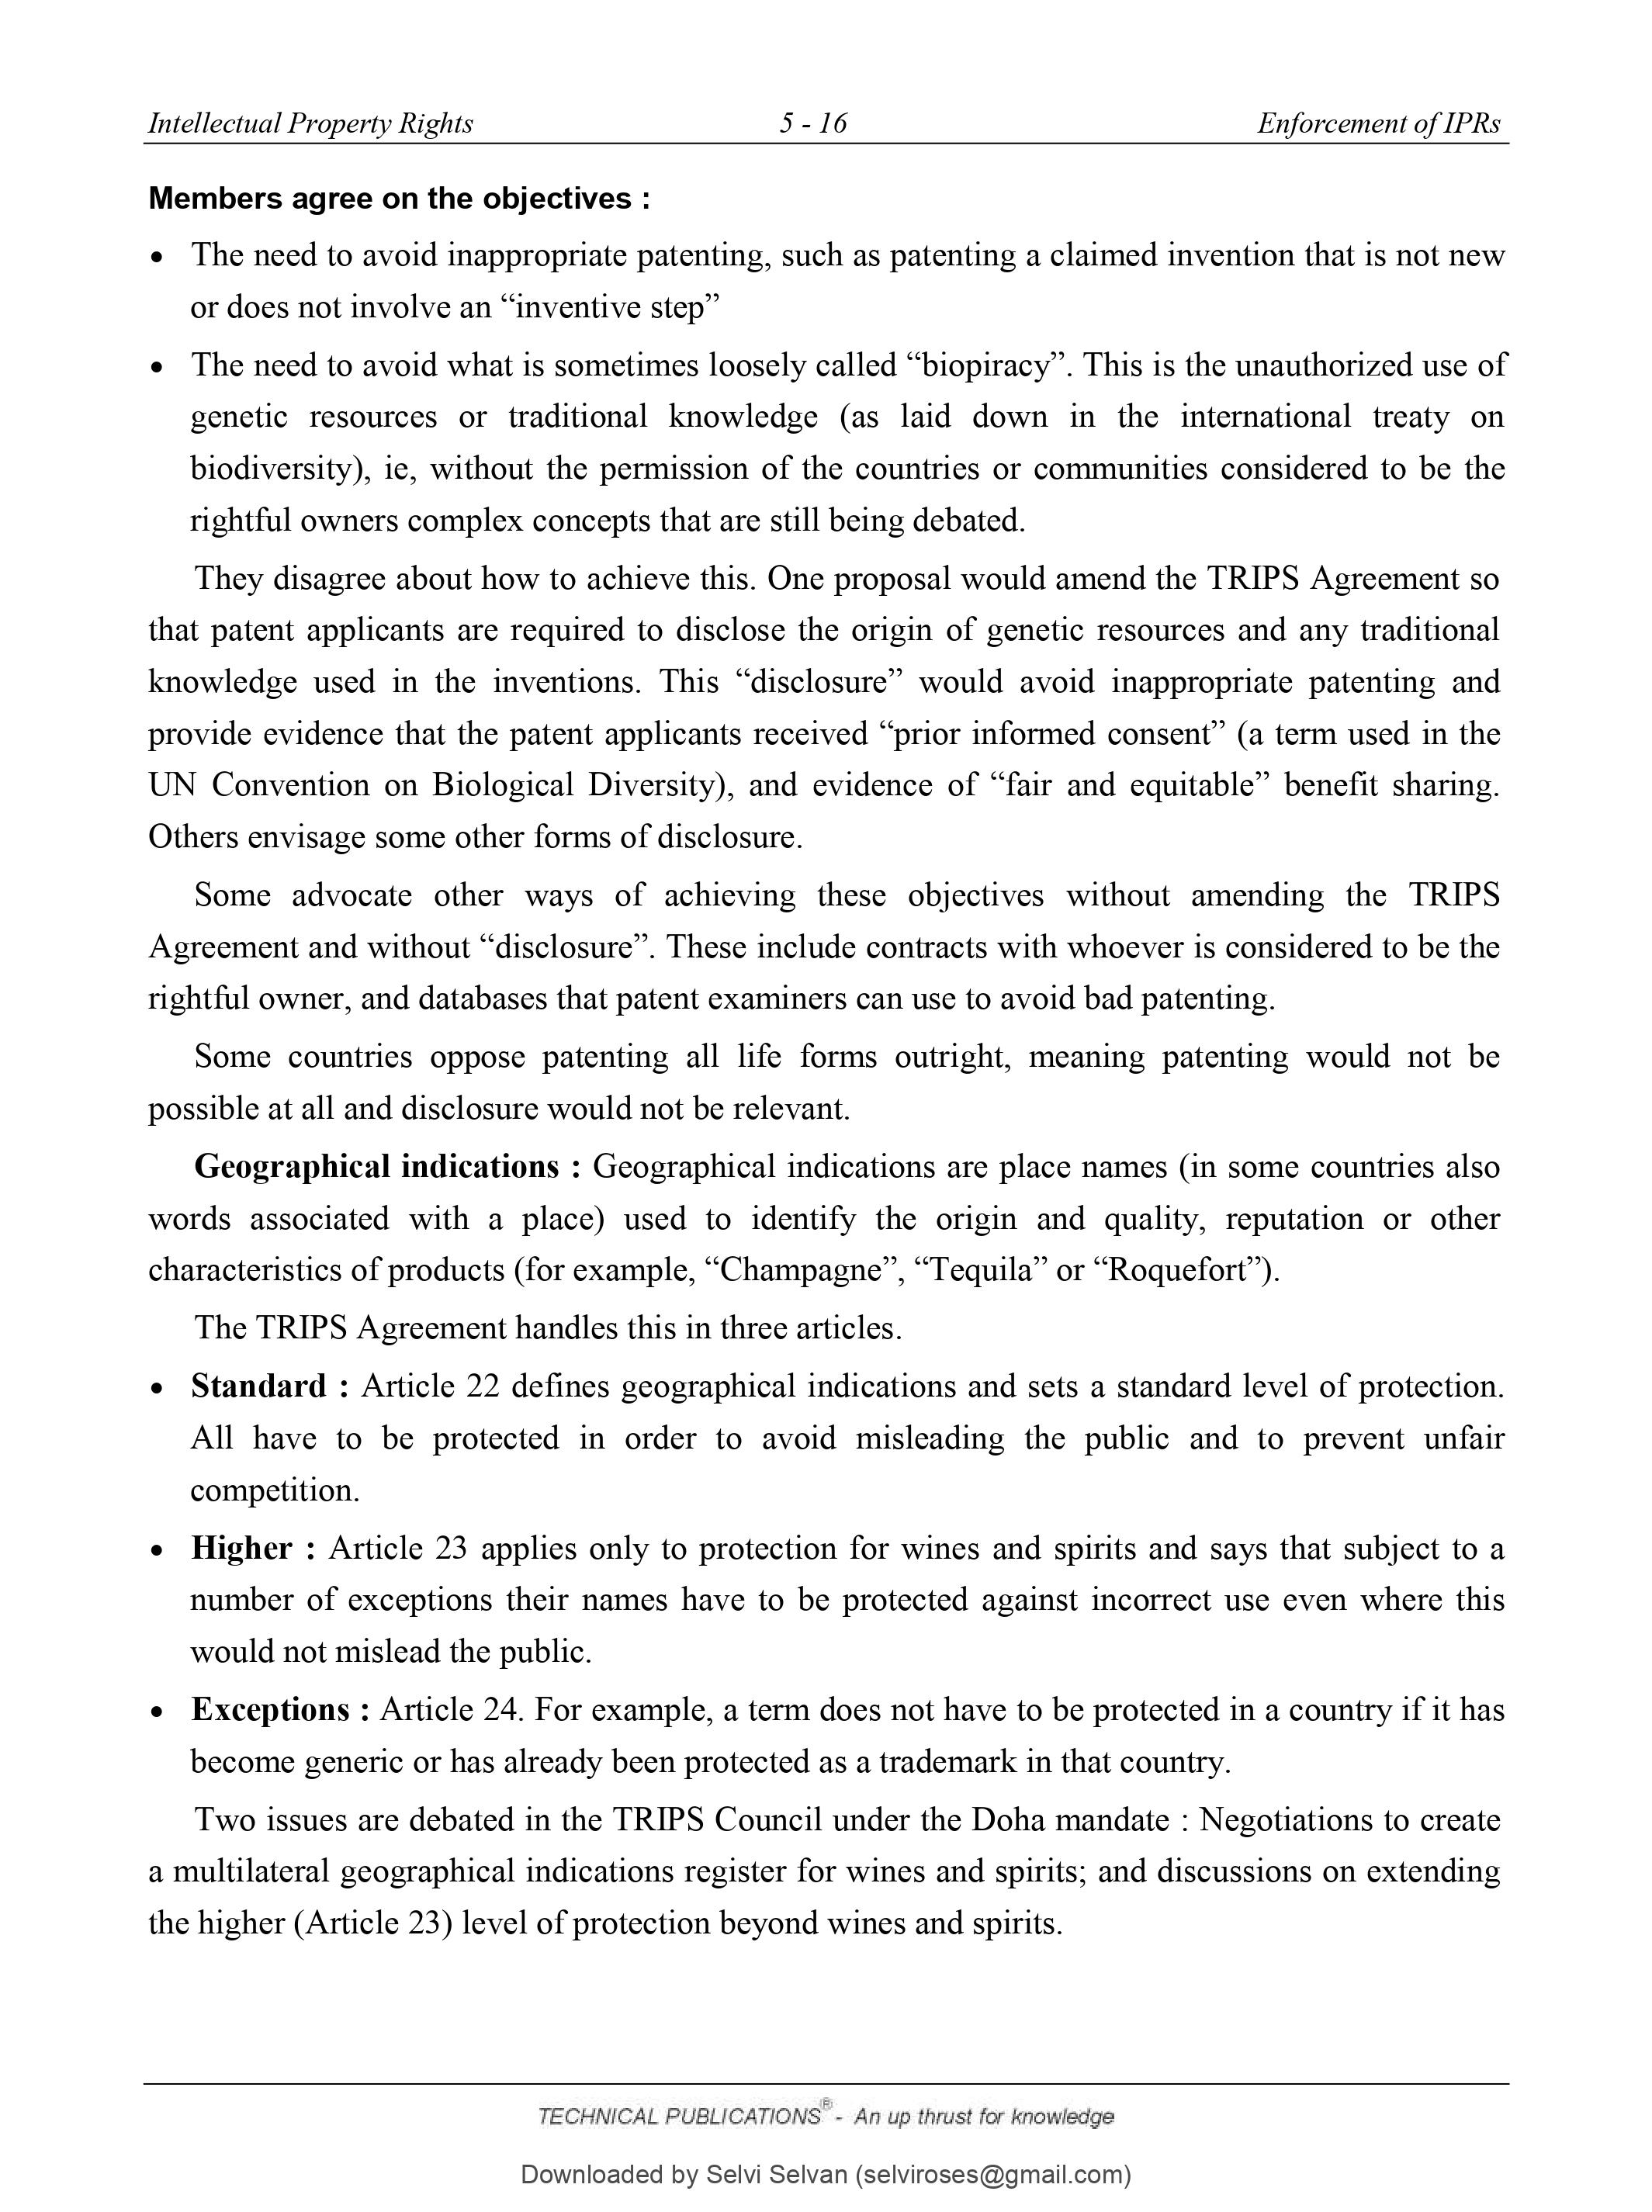 Intellectual Property Rights 5 - 16 Enforcement of IPRs
Members agree on the objectives :
• The need to avoid inappropriate patenting, such as patenting a claimed invention that is not new
or does not involve an “inventive step”
• The need to avoid what is sometimes loosely called “biopiracy”. This is the unauthorized use of
genetic resources or traditional knowledge (as laid down in the international treaty on
biodiversity), ie, without the permission of the countries or communities considered to be the
rightful owners complex concepts that are still being debated.
They disagree about how to achieve this. One proposal would amend the TRIPS Agreement so
that patent applicants are required to disclose the origin of genetic resources and any traditional
knowledge used in the inventions. This “disclosure” would avoid inappropriate patenting and
provide evidence that the patent applicants received “prior informed consent” (a term used in the
UN Convention on Biological Diversity), and evidence of “fair and equitable” benefit sharing.
Others envisage some other forms of disclosure.
Some advocate other ways of achieving these objectives without amending the TRIPS
Agreement and without “disclosure”. These include contracts with whoever is considered to be the
rightful owner, and databases that patent examiners can use to avoid bad patenting.
Some countries oppose patenting all life forms outright, meaning patenting would not be
possible at all and disclosure would not be relevant.
Geographical indications : Geographical indications are place names (in some countries also
words associated with a place) used to identify the origin and quality, reputation or other
characteristics of products (for example, “Champagne”, “Tequila” or “Roquefort”).
The TRIPS Agreement handles this in three articles.
• Standard : Article 22 defines geographical indications and sets a standard level of protection.
All have to be protected in order to avoid misleading the public and to prevent unfair
competition.
• Higher : Article 23 applies only to protection for wines and spirits and says that subject to a
number of exceptions their names have to be protected against incorrect use even where this
would not mislead the public.
• Exceptions : Article 24. For example, a term does not have to be protected in a country if it has
become generic or has already been protected as a trademark in that country.
Two issues are debated in the TRIPS Council under the Doha mandate : Negotiations to create
a multilateral geographical indications register for wines and spirits; and discussions on extending
the higher (Article 23) level of protection beyond wines and spirits.
TECHNICAL PUBLICATIONS® - An up thrust for knowledge
Downloaded by Selvi Selvan (selviroses@gmail.com)